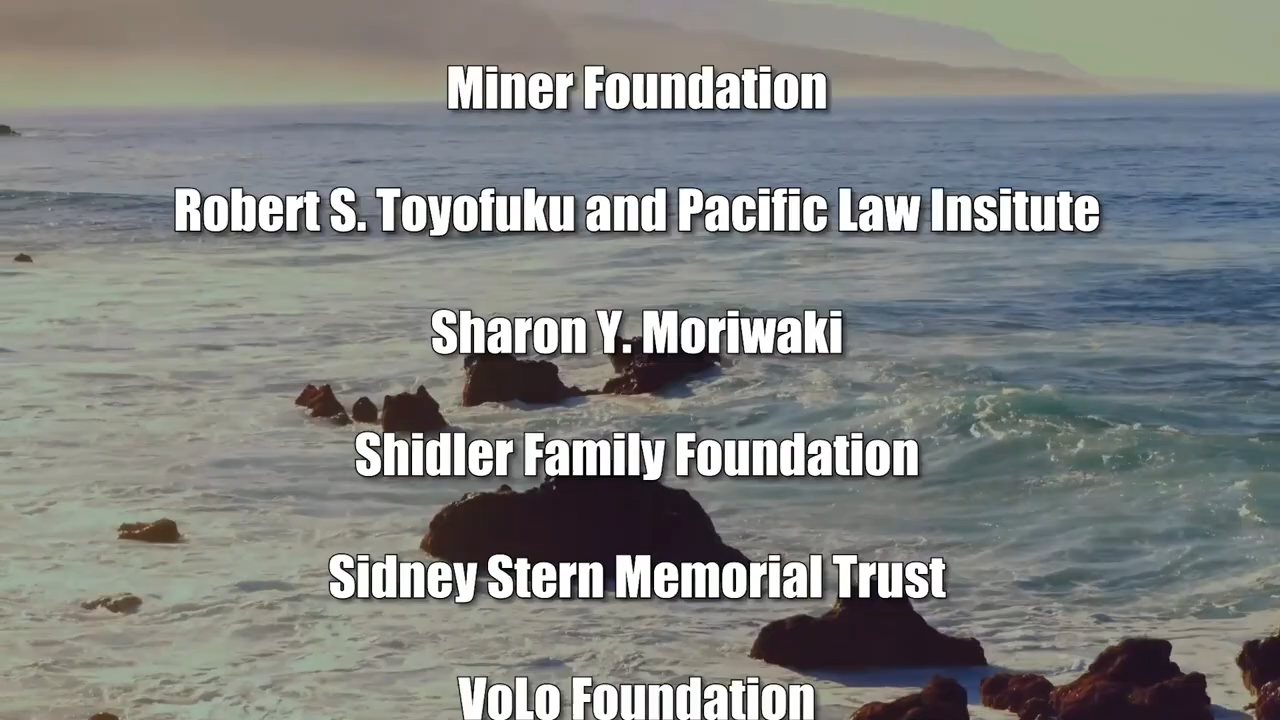 Miner Foundation
Robert S. Toyofuku and Pacific Law Insitute
Sharon Y. Moriwaki
Shidler Family Foundation
Sidney Stern Memorial Trust
VoLo Foundation